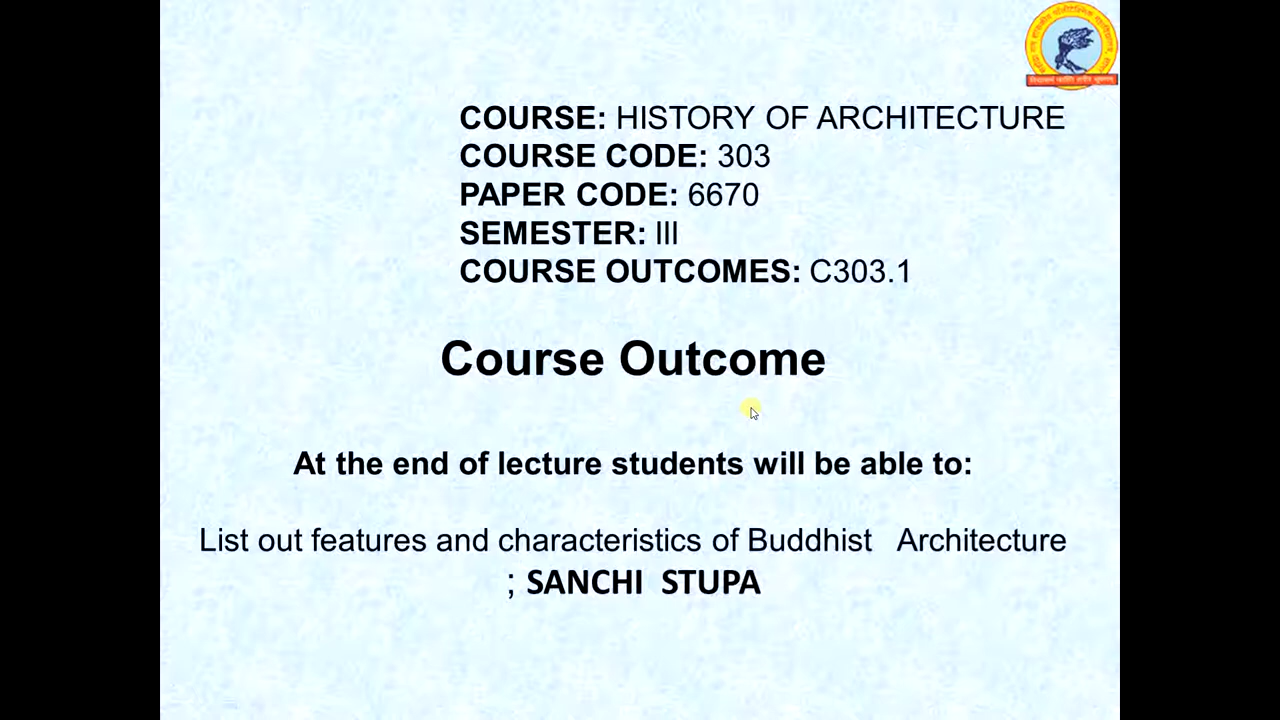 COURSE: HISTORY OF ARCHITECTURE
COURSE CODE: 303
PAPER CODE: 6670
SEMESTER: III
COURSE OUTCOMES: C303.1
Course Outcome
At the end of lecture students will be able to:
List out features and characteristics of Buddhist Architecture
; SANCHI STUPA